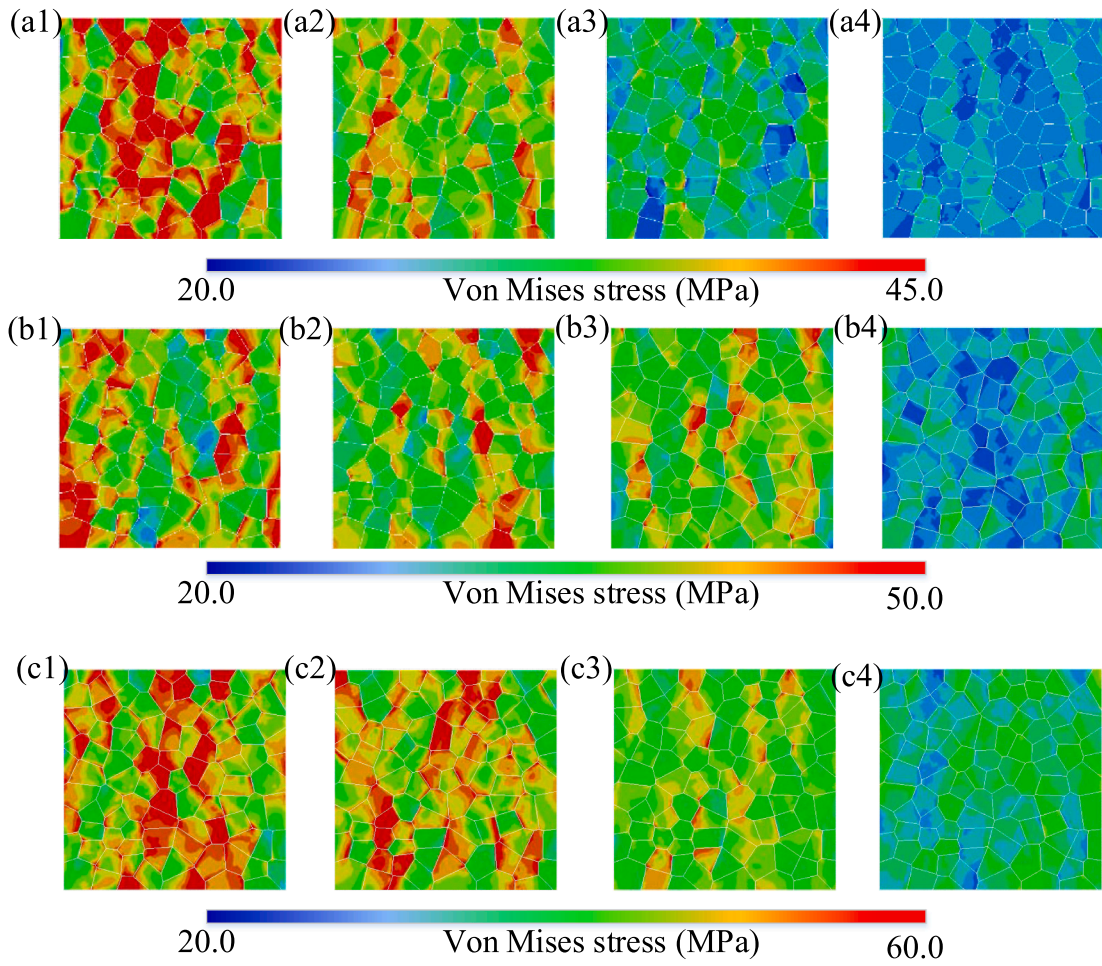 (a1) (a2) (a3) (a4)
20.0 Von Mises stress (MPa) 45.0
(b1) (b2) (b3) (b4)
20.0 Von Mises stress (MPa) 50.0
(c1) (c2) (c3) (c4)
20.0 Von Mises stress (MPa) 60.0